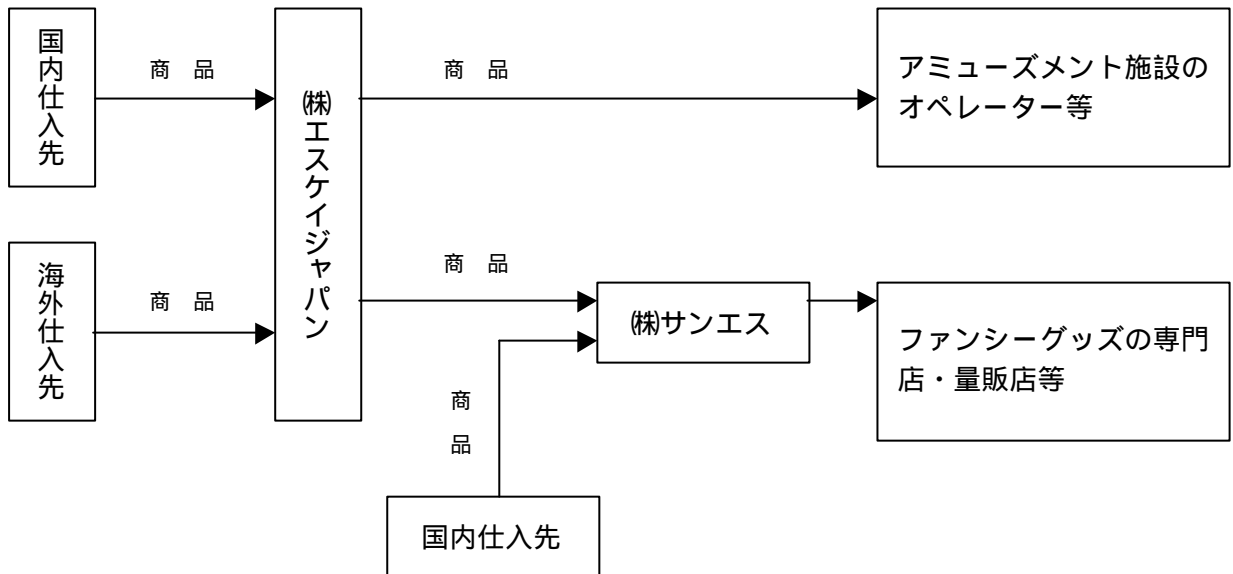 国内仕入先
商 品
㈱エスケイジャパン
商 品
アミューズメント施設の
オペレーター等
海外仕入先
商 品
商 品
㈱サンエス
ファンシーグッズの専門
店・量販店等
商
品
国内仕入先